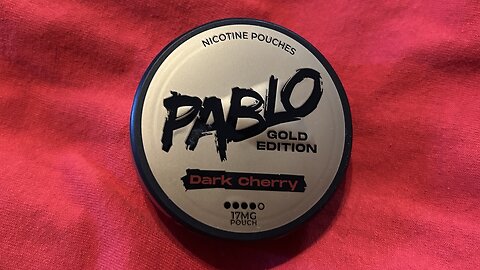 NICOTINE POUCHES
PABLO
GOLD
EDITION
Dark Cherry
17MG
POUCH